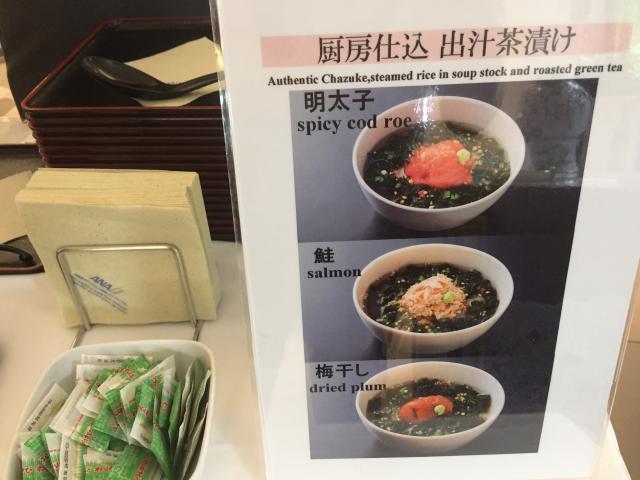 厨房仕込 出汁茶漬け
Authentic Chazuke,steamed rice in soup stock and roasted green tea
明太子
spicy cod roe
鮭
salmon
梅干し
dried plum
ANA